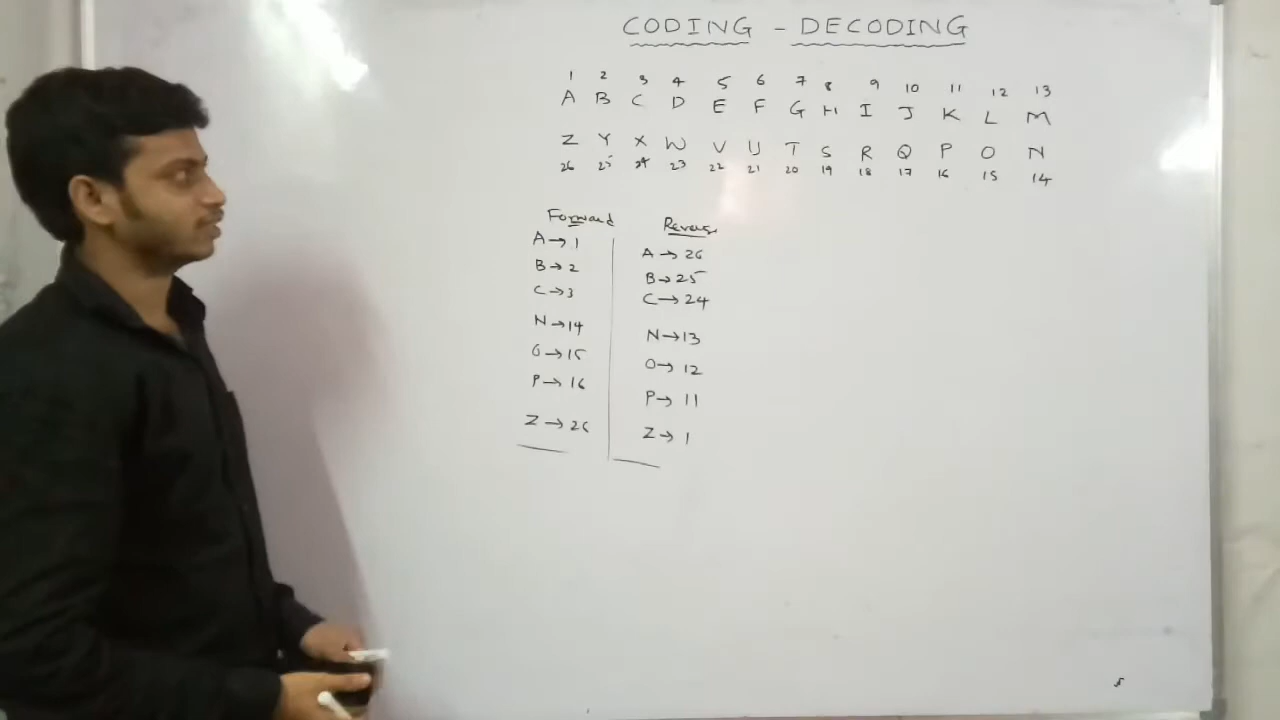 CODING - DECODING
1 2 3 4 5 6 7 8 9 10 11 12 13
A B C D E F G H I J K L M
Z Y X W V U T S R Q P O N
26 25 24 23 22 21 20 19 18 17 16 15 14
Forward
A→1
B→2
C→3
N→14
O→15
P→16
Z→26
Reverse
A→26
B→25
C→24
N→13
O→12
P→11
Z→1